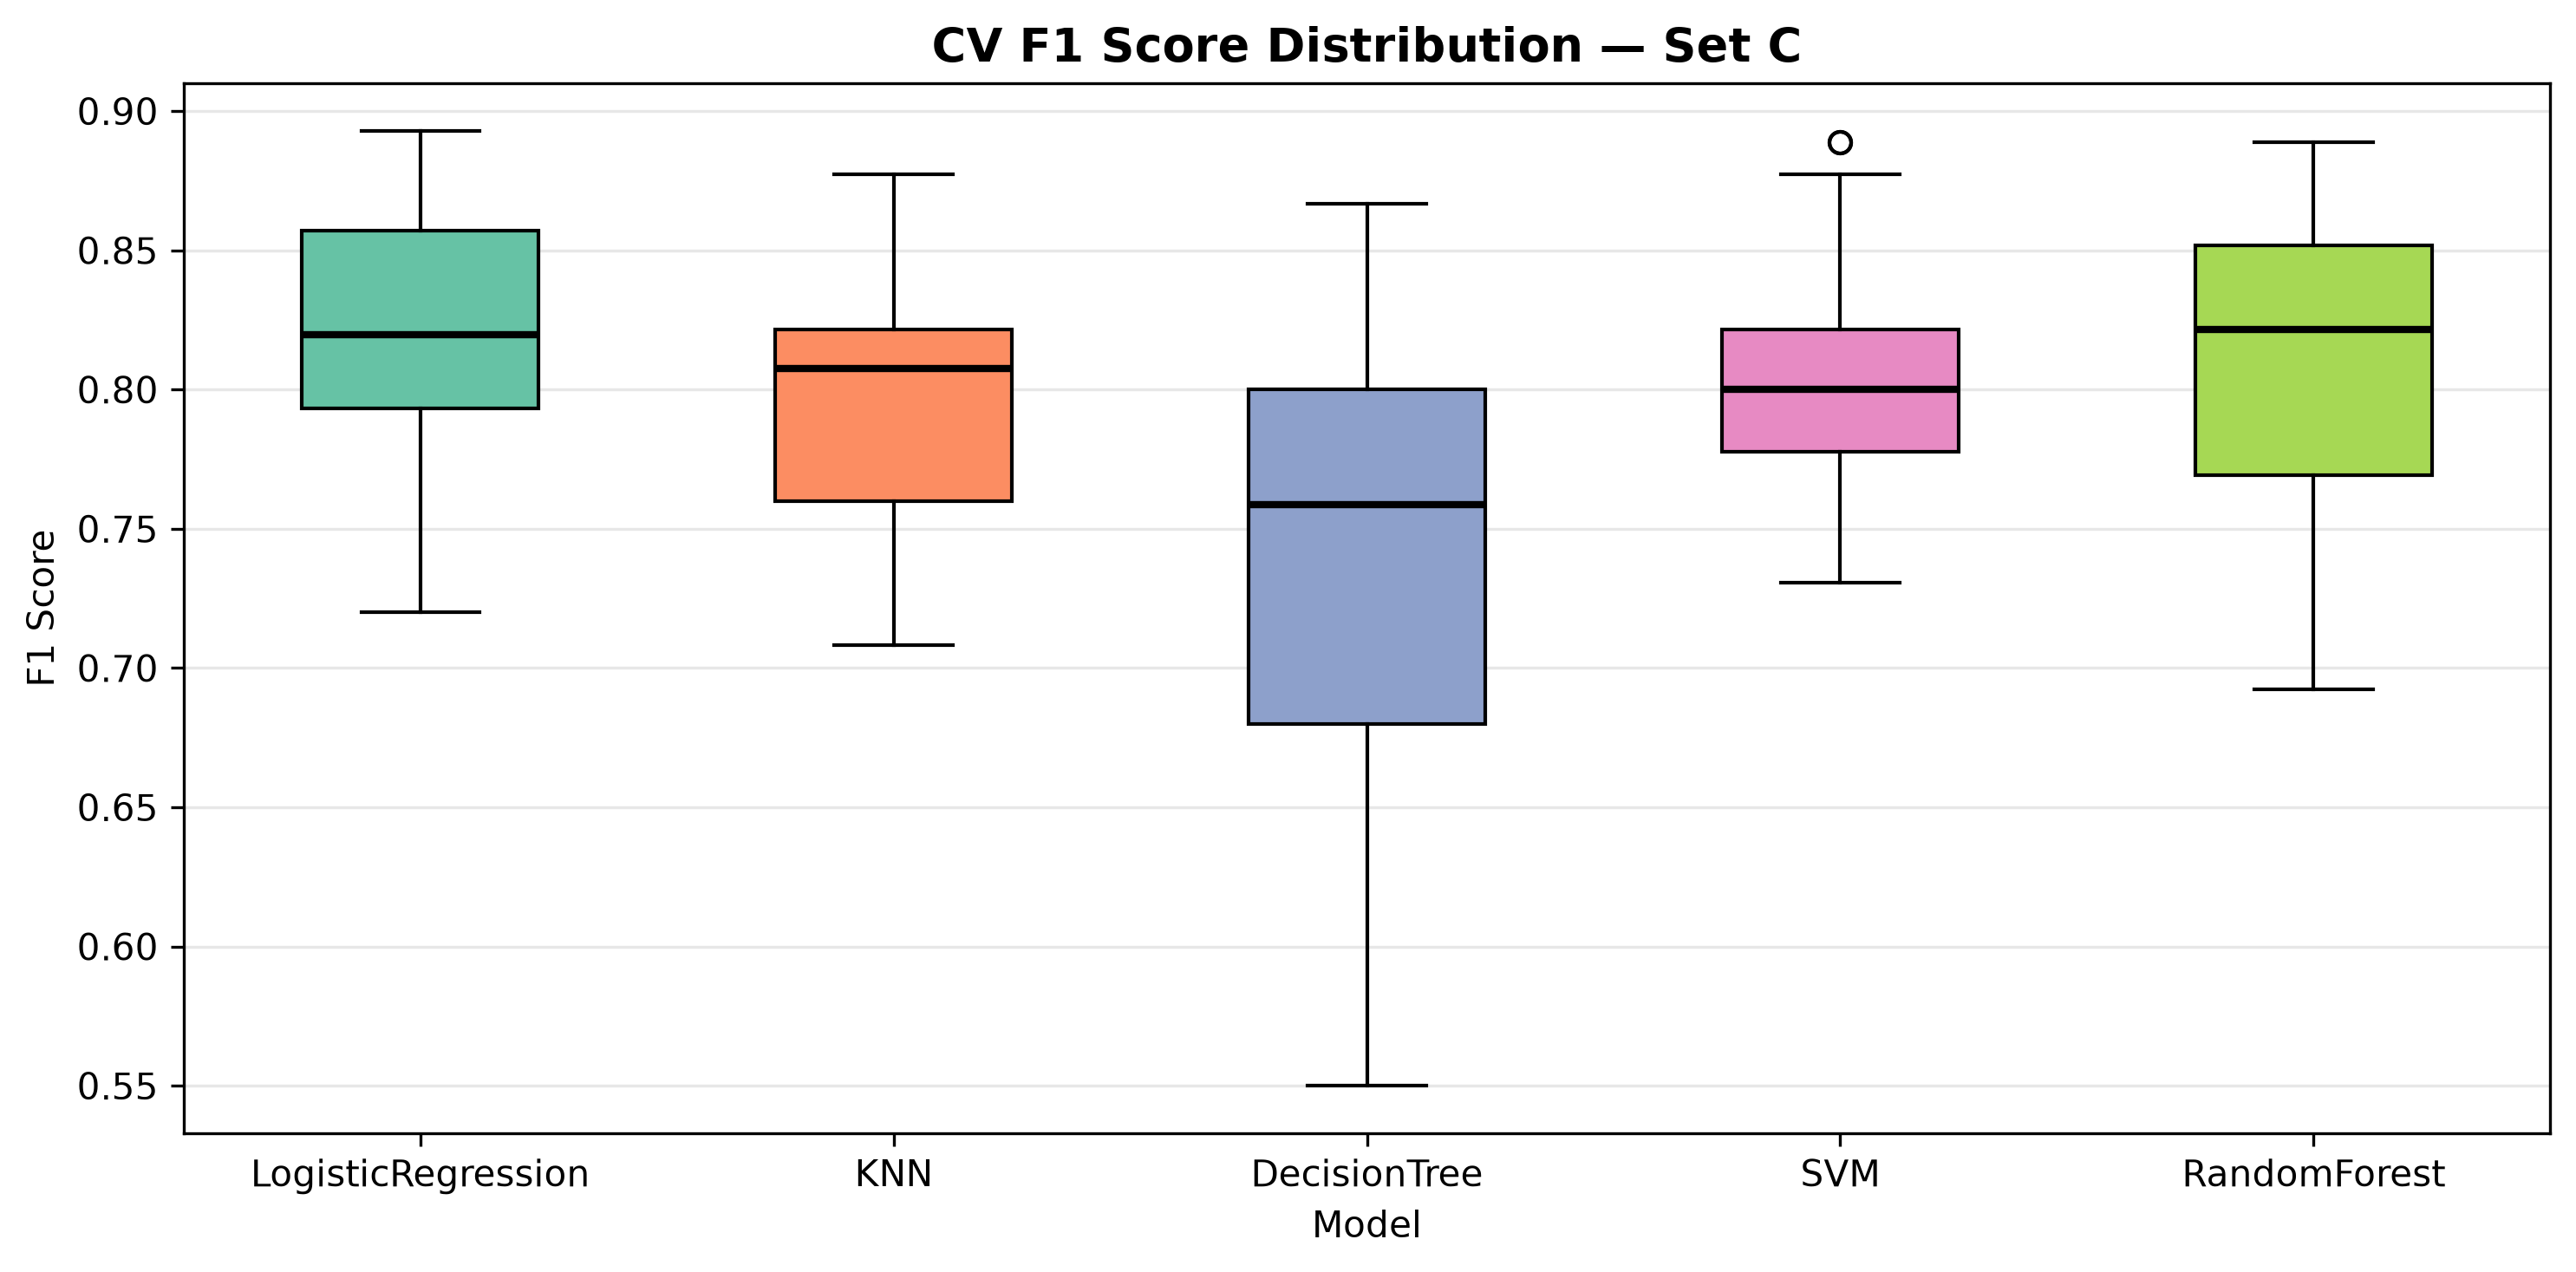 CV F1 Score Distribution — Set C
0.90
0.85
0.80
0.75
0.70
0.65
0.60
0.55
F1 Score
LogisticRegression
KNN
DecisionTree
SVM
RandomForest
Model